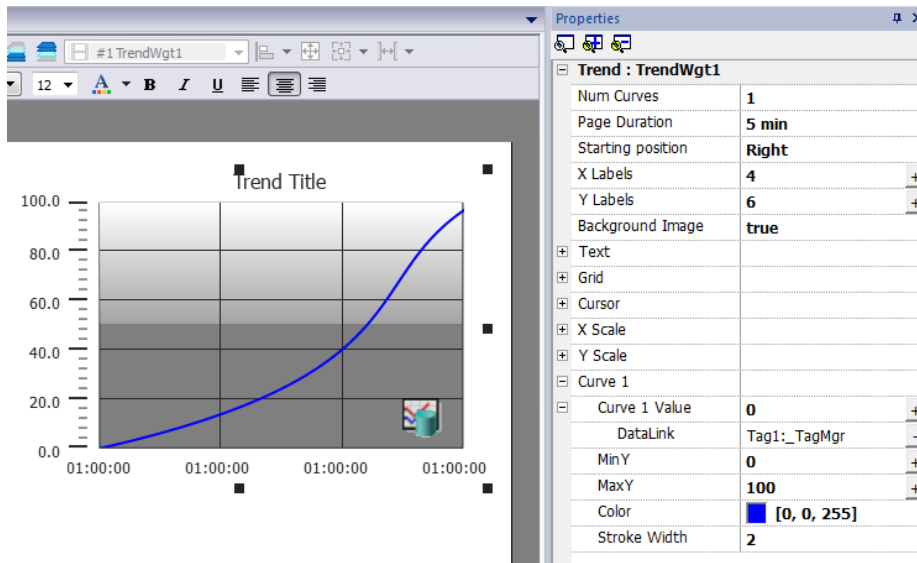 Properties
#1 TrendWgt1
12 A B I U
Trend : TrendWgt1
Num Curves 1
Page Duration 5 min
Starting position Right
X Labels 4 +
Y Labels 6 +
Background Image true
Text
Grid
Cursor
X Scale
Y Scale
Curve 1
Curve 1 Value 0 +
DataLink Tag1:_TagMgr -
MinY 0 +
MaxY 100 +
Color [0, 0, 255]
Stroke Width 2
Trend Title
100.0
80.0
60.0
40.0
20.0
0.0
01:00:00 01:00:00 01:00:00 01:00:00